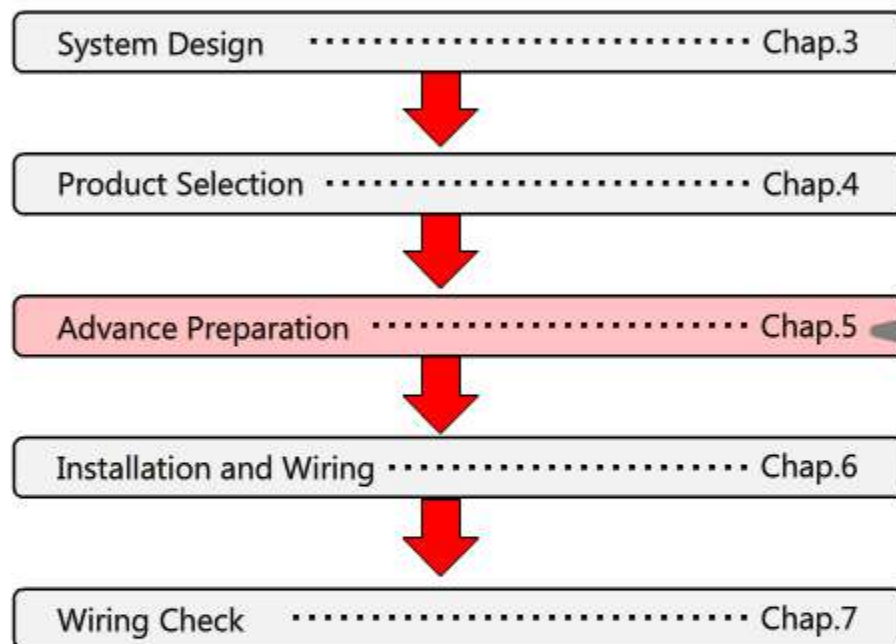 System Design ·························· Chap.3
Product Selection ························· Chap.4
Advance Preparation ······················ Chap.5
Installation and Wiring ····················· Chap.6
Wiring Check ··························· Chap.7